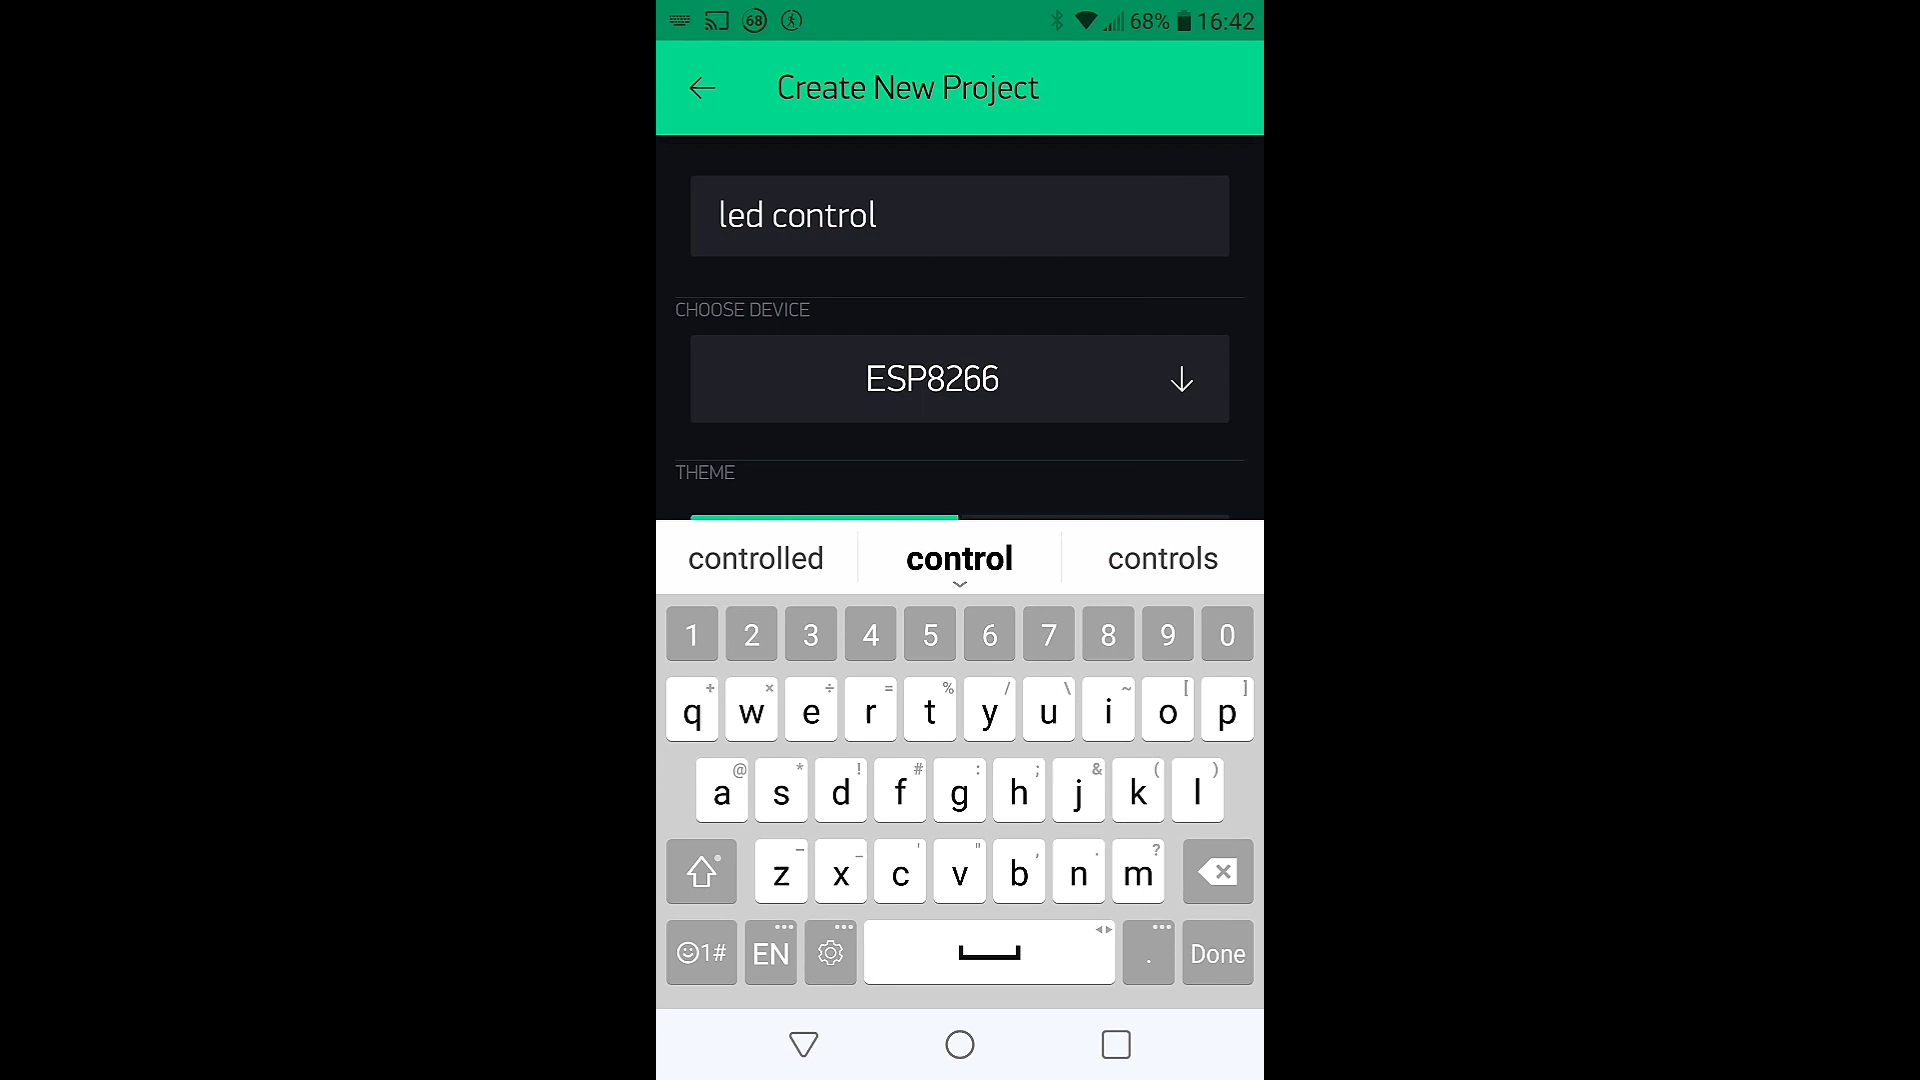 68 68% 16:42
Create New Project
led control
CHOOSE DEVICE
ESP8266
THEME
controlled control controls
1 2 3 4 5 6 7 8 9 0
+ × ÷ = % / \ ~ [ ]
q w e r t y u i o p
@ * ! # : ; & ( )
a s d f g h j k l
– _ ' " , . ?
z x c v b n m
1# EN . Done